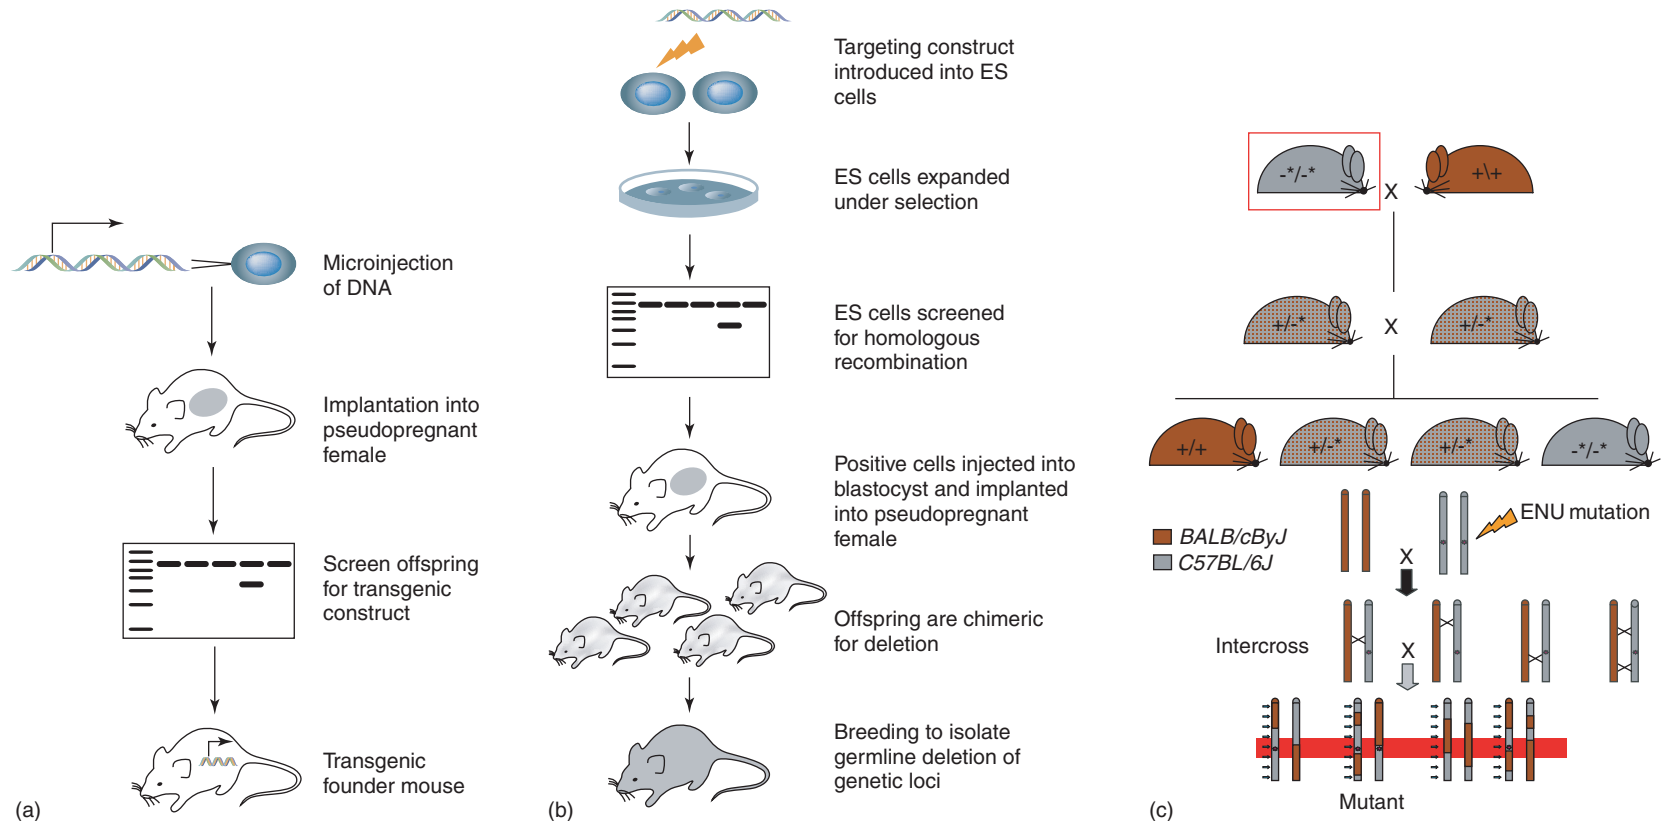 Microinjection
of DNA
Implantation into
pseudopregnant
female
Screen offspring
for transgenic
construct
Transgenic
founder mouse
(a)
Targeting construct
introduced into ES
cells
ES cells expanded
under selection
ES cells screened
for homologous
recombination
Positive cells injected into
blastocyst and implanted
into pseudopregnant
female
Offspring are chimeric
for deletion
Breeding to isolate
germline deletion of
genetic loci
(b)
-*/-* X +\+
+/-* X +/-*
+/+ +/-* +/-* -*/-*
ENU mutation
BALB/cByJ
C57BL/6J
X
Intercross X
Mutant
(c)